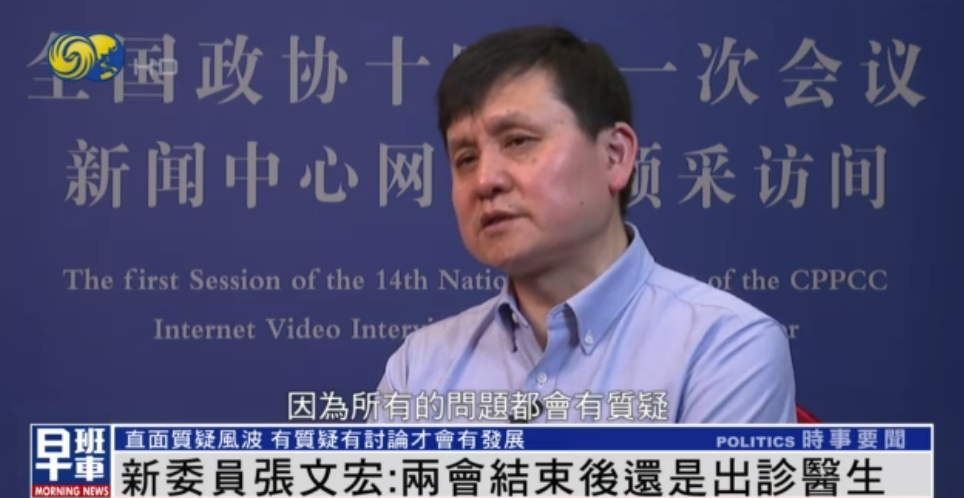 全国政协十 一次会议
新闻中心网 频采访间
The first Session of the 14th of the CPPCC
Internet Video
因為所有的問題都會有質疑
早班車
MORNING NEWS
直面質疑風波 有質疑有討論才會有發展
POLITICS 時事要聞
新委員張文宏:兩會結束後還是出診醫生